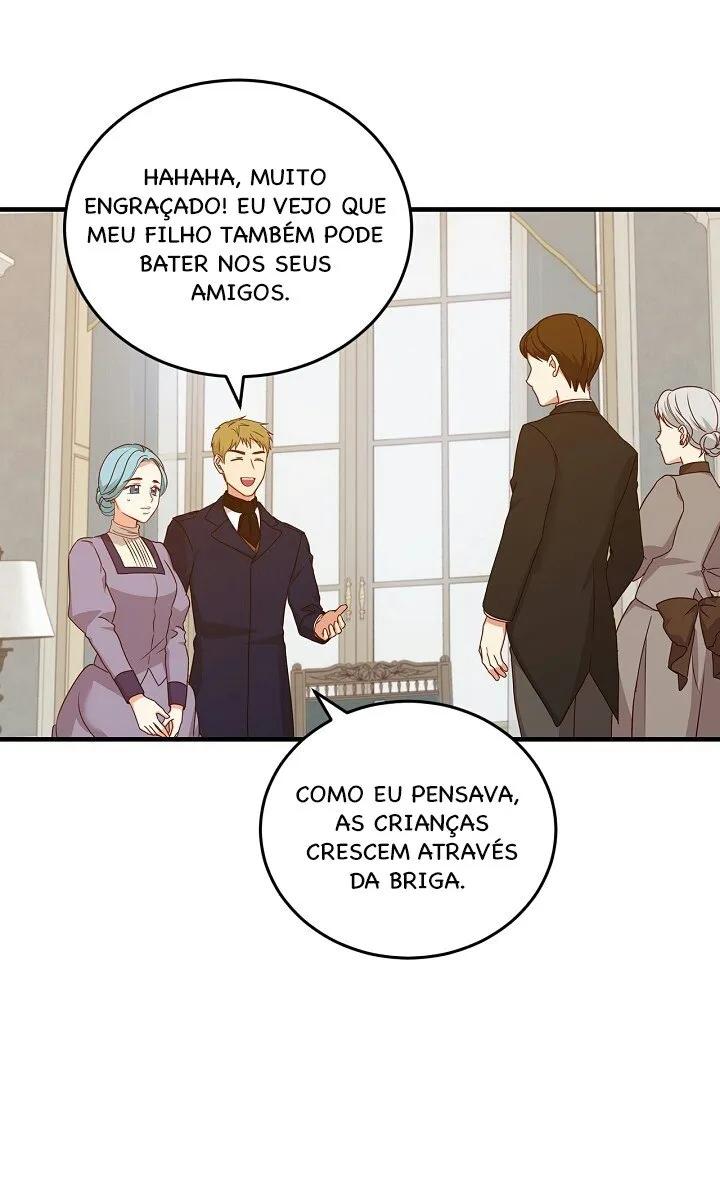 HAHAHA, MUITO
ENGRAÇADO! EU VEJO QUE
MEU FILHO TAMBÉM PODE
BATER NOS SEUS
AMIGOS.
COMO EU PENSAVA,
AS CRIANÇAS
CRESCEM ATRAVÉS
DA BRIGA.